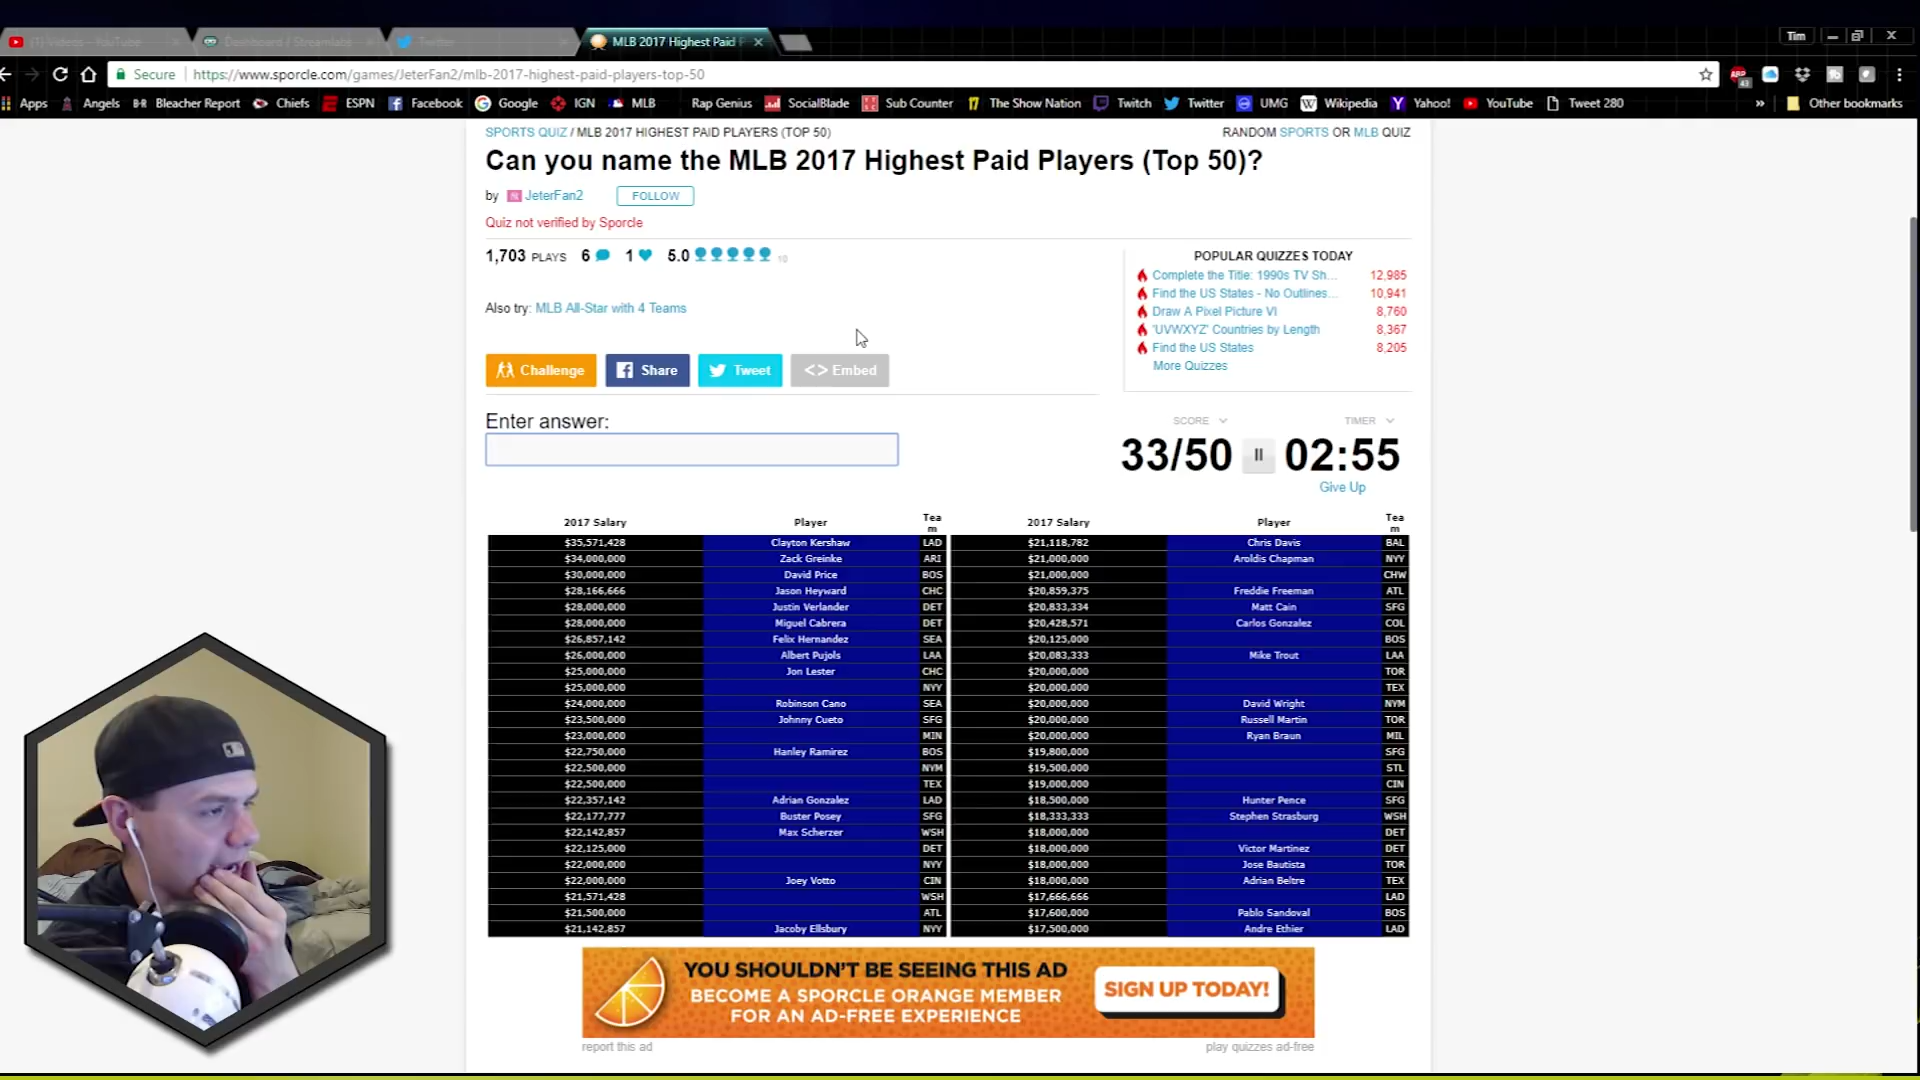 (1) Videos - YouTube
Dashboard | Streamlabs
Twitter
MLB 2017 Highest Paid P
Tim
Secure
https://www.sporcle.com/games/JeterFan2/mlb-2017-highest-paid-players-top-50
Apps
Angels
Bleacher Report
Chiefs
ESPN
Facebook
Google
IGN
MLB
Rap Genius
SocialBlade
Sub Counter
The Show Nation
Twitch
Twitter
UMG
Wikipedia
Yahoo!
YouTube
Tweet 280
Other bookmarks
SPORTS QUIZ / MLB 2017 HIGHEST PAID PLAYERS (TOP 50)
RANDOM SPORTS OR MLB QUIZ
Can you name the MLB 2017 Highest Paid Players (Top 50)?
by JeterFan2
FOLLOW
Quiz not verified by Sporcle
1,703 PLAYS 6 1 5.0 10
POPULAR QUIZZES TODAY
Complete the Title: 1990s TV Sh... 12,985
Find the US States - No Outlines... 10,941
Draw A Pixel Picture VI 8,760
'UVWXYZ' Countries by Length 8,367
Find the US States 8,205
More Quizzes
Also try: MLB All-Star with 4 Teams
Challenge
Share
Tweet
<> Embed
Enter answer:
SCORE
TIMER
33/50
02:55
Give Up
2017 Salary Player Team 2017 Salary Player Team
$35,571,428 Clayton Kershaw LAD $21,118,782 Chris Davis BAL
$34,000,000 Zack Greinke ARI $21,000,000 Aroldis Chapman NYY
$30,000,000 David Price BOS $21,000,000 CHW
$28,166,666 Jason Heyward CHC $20,859,375 Freddie Freeman ATL
$28,000,000 Justin Verlander DET $20,833,334 Matt Cain SFG
$28,000,000 Miguel Cabrera DET $20,428,571 Carlos Gonzalez COL
$26,857,142 Felix Hernandez SEA $20,125,000 BOS
$26,000,000 Albert Pujols LAA $20,083,333 Mike Trout LAA
$25,000,000 Jon Lester CHC $20,000,000 TOR
$25,000,000 NYY $20,000,000 TEX
$24,000,000 Robinson Cano SEA $20,000,000 David Wright NYM
$23,500,000 Johnny Cueto SFG $20,000,000 Russell Martin TOR
$23,000,000 MIN $20,000,000 Ryan Braun MIL
$22,750,000 Hanley Ramirez BOS $19,800,000 SFG
$22,500,000 NYM $19,500,000 STL
$22,500,000 TEX $19,000,000 CIN
$22,357,142 Adrian Gonzalez LAD $18,500,000 Hunter Pence SFG
$22,177,777 Buster Posey SFG $18,333,333 Stephen Strasburg WSH
$22,142,857 Max Scherzer WSH $18,000,000 DET
$22,125,000 DET $18,000,000 Victor Martinez DET
$22,000,000 NYY $18,000,000 Jose Bautista TOR
$22,000,000 Joey Votto CIN $18,000,000 Adrian Beltre TEX
$21,571,428 WSH $17,666,666 LAD
$21,500,000 ATL $17,600,000 Pablo Sandoval BOS
$21,142,857 Jacoby Ellsbury NYY $17,500,000 Andre Ethier LAD
YOU SHOULDN'T BE SEEING THIS AD
BECOME A SPORCLE ORANGE MEMBER
FOR AN AD-FREE EXPERIENCE
SIGN UP TODAY!
report this ad
play quizzes ad-free